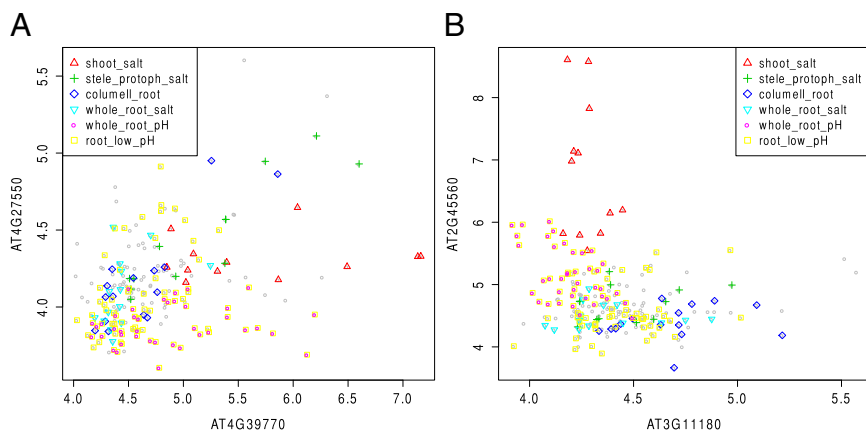 A
B
shoot_salt
stele_protoph_salt
columell_root
whole_root_salt
whole_root_pH
root_low_pH
shoot_salt
stele_protoph_salt
columell_root
whole_root_salt
whole_root_pH
root_low_pH
5.5
5.0
4.5
4.0
AT4G27550
4.0 4.5 5.0 5.5 6.0 6.5 7.0
AT4G39770
8
7
6
5
4
AT2G45560
4.0 4.5 5.0 5.5
AT3G11180